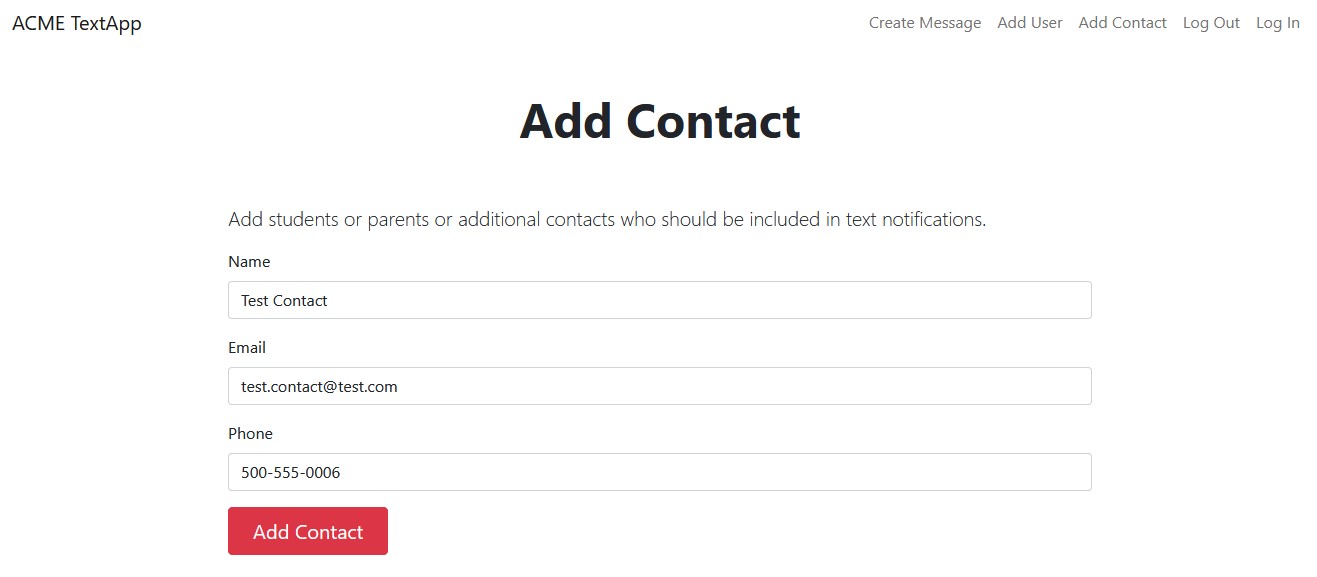 ACME TextApp Create Message Add User Add Contact Log Out Log In
Add Contact
Add students or parents or additional contacts who should be included in text notifications.
Name
Test Contact
Email
test.contact@test.com
Phone
500-555-0006
Add Contact